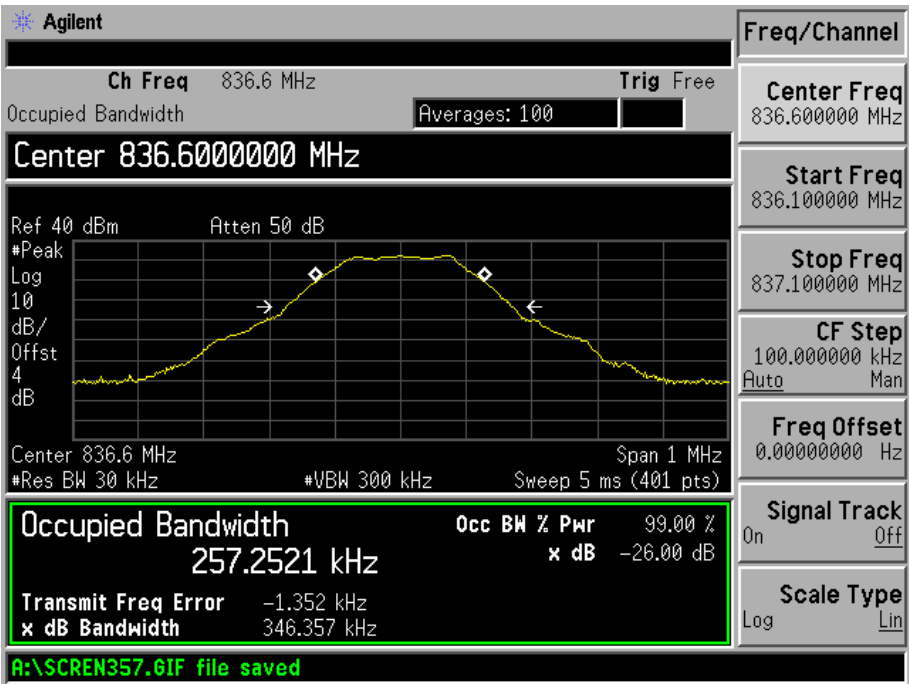 Agilent
Freq/Channel
Ch Freq 836.6 MHz Trig Free
Occupied Bandwidth Averages: 100
Center 836.6000000 MHz
Ref 40 dBm Atten 50 dB
#Peak
Log
10
dB/
Offst
4
dB
Center 836.6 MHz Span 1 MHz
#Res BW 30 kHz #VBW 300 kHz Sweep 5 ms (401 pts)
Occupied Bandwidth Occ BW % Pwr 99.00 %
257.2521 kHz x dB -26.00 dB
Transmit Freq Error -1.352 kHz
x dB Bandwidth 346.357 kHz
A:\SCREN357.GIF file saved
Center Freq
836.600000 MHz
Start Freq
836.100000 MHz
Stop Freq
837.100000 MHz
CF Step
100.000000 kHz
Auto Man
Freq Offset
0.00000000 Hz
Signal Track
On Off
Scale Type
Log Lin